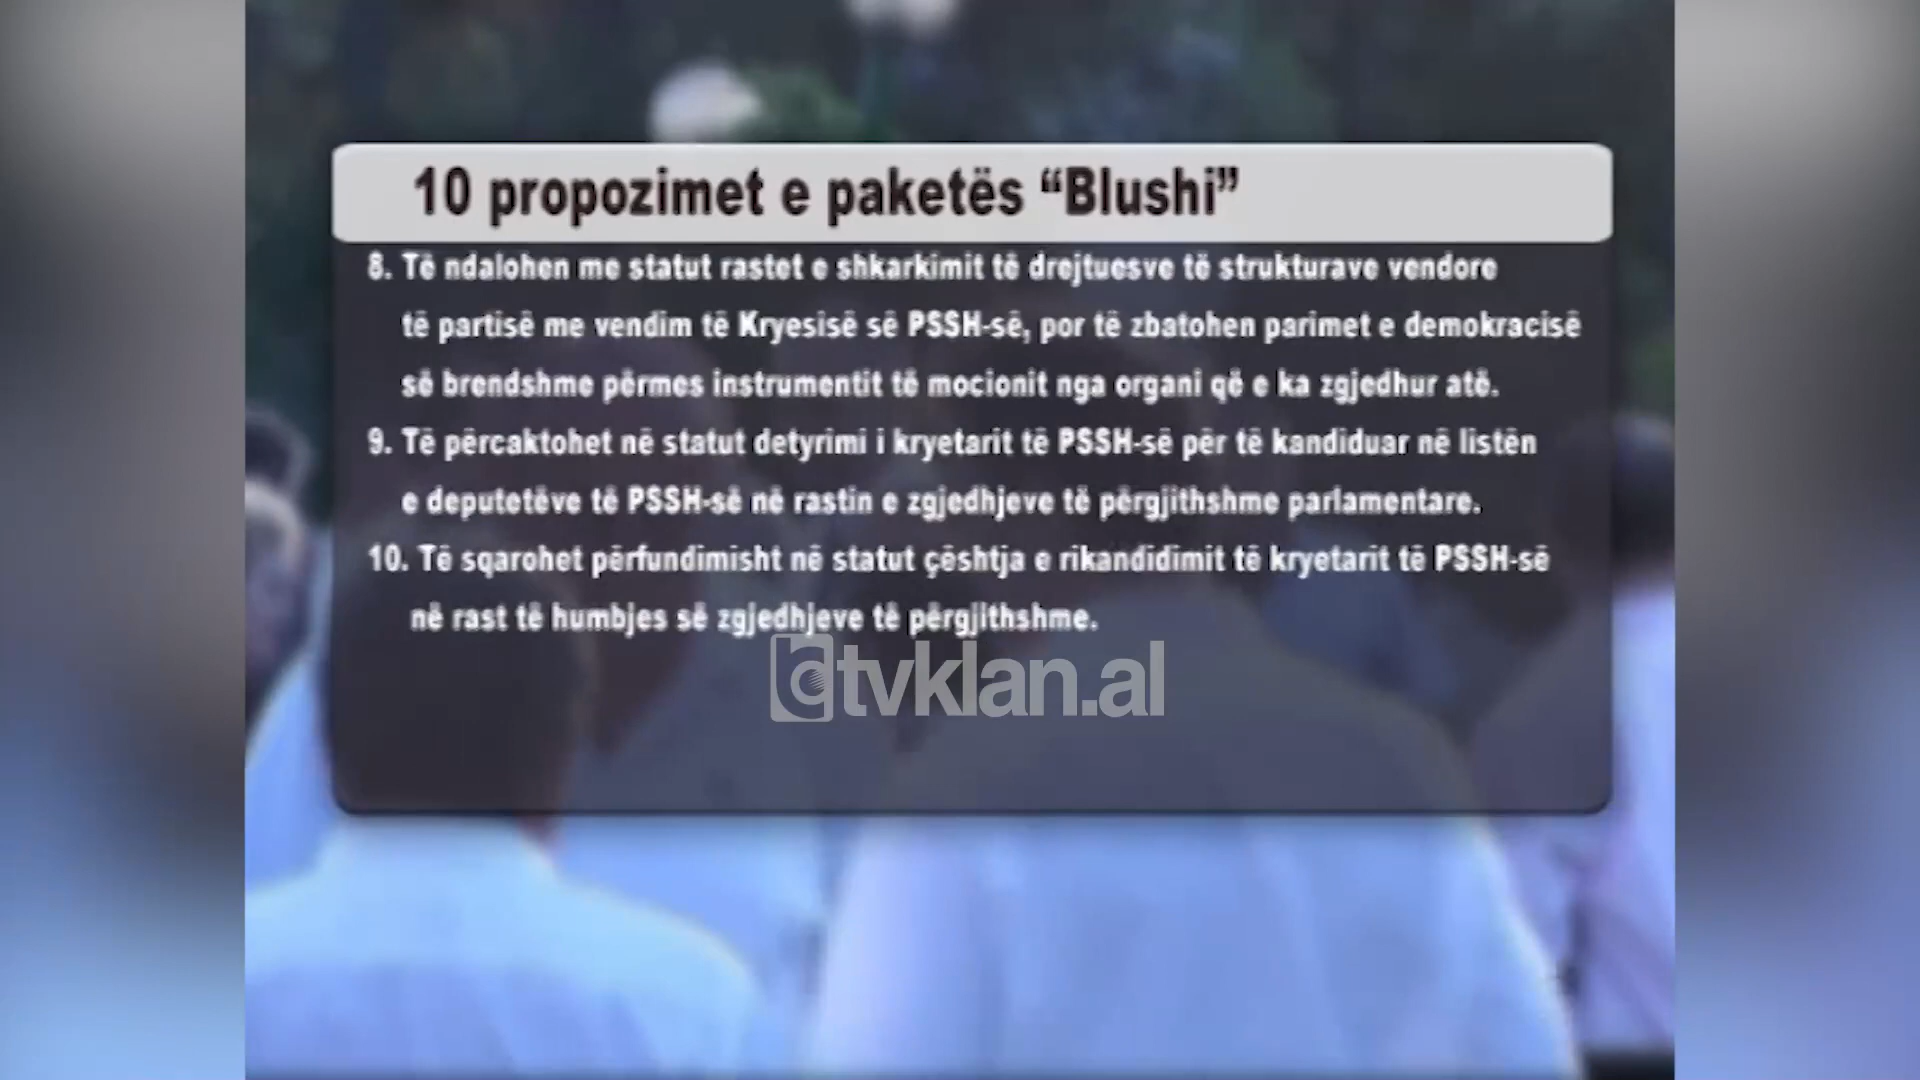 10 propozimet e paketës “Blushi”
8. Të ndalohen me statut rastet e shkarkimit të drejtuesve të strukturave vendore
të partisë me vendim të Kryesisë së PSSH-së, por të zbatohen parimet e demokracisë
së brendshme përmes instrumentit të mocionit nga organi që e ka zgjedhur atë.
9. Të përcaktohet në statut detyrimi i kryetarit të PSSH-së për të kandiduar në listën
e deputetëve të PSSH-së në rastin e zgjedhjeve të përgjithshme parlamentare.
10. Të sqarohet përfundimisht në statut çështja e rikandidimit të kryetarit të PSSH-së
në rast të humbjes së zgjedhjeve të përgjithshme.
tvklan.al